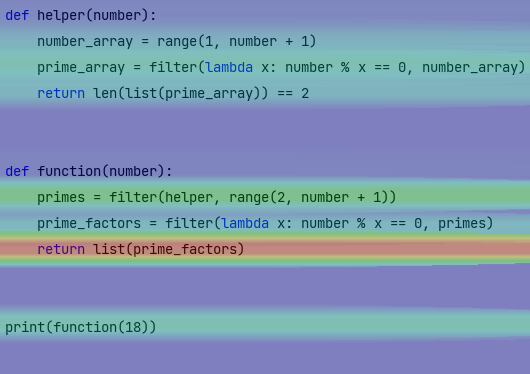 def helper(number):
    number_array = range(1, number + 1)
    prime_array = filter(lambda x: number % x == 0, number_array)
    return len(list(prime_array)) == 2
def function(number):
    primes = filter(helper, range(2, number + 1))
    prime_factors = filter(lambda x: number % x == 0, primes)
    return list(prime_factors)
print(function(18))